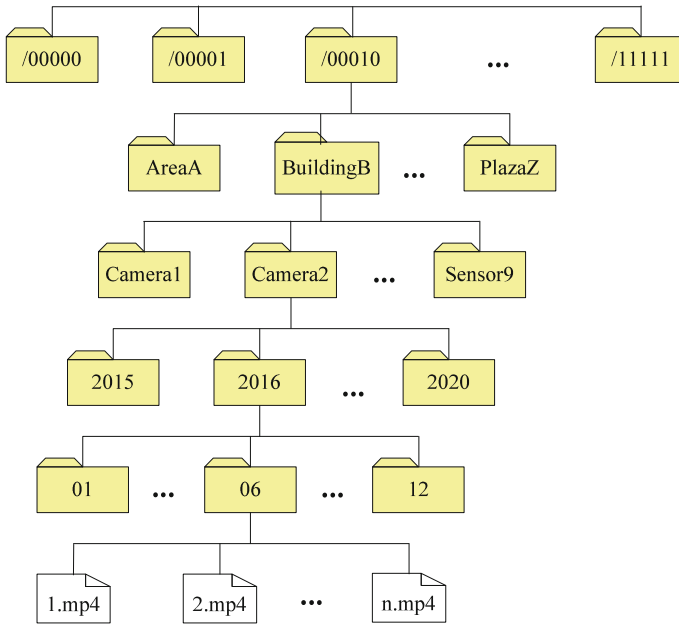 /00000 /00001 /00010 ... /11111
AreaA BuildingB ... PlazaZ
Camera1 Camera2 ... Sensor9
2015 2016 ... 2020
01 ... 06 ... 12
1.mp4 2.mp4 ... n.mp4